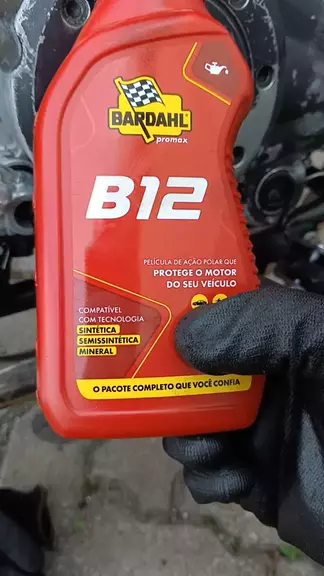 BARDAHL
promax
B12
PELÍCULA DE AÇÃO POLAR QUE
PROTEGE O MOTOR
DO SEU VEÍCULO
COMPATÍVEL
COM TECNOLOGIA
SINTÉTICA
SEMISSINTÉTICA
MINERAL
O PACOTE COMPLETO QUE VOCÊ CONFIA